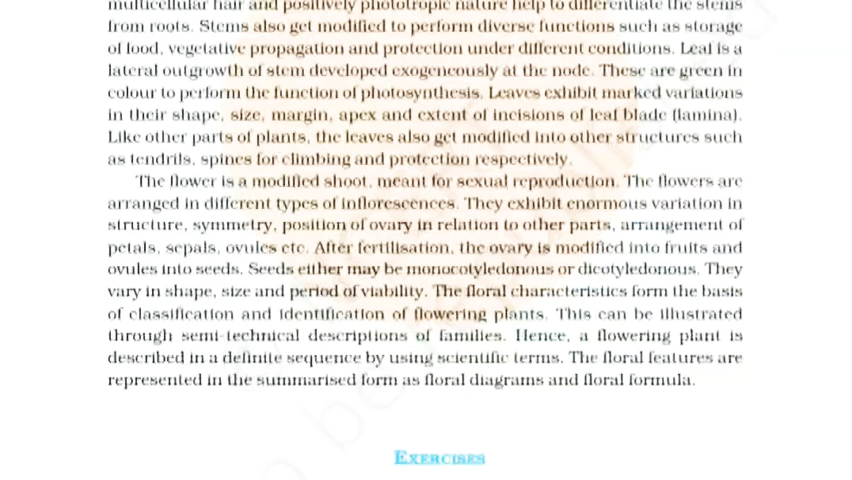 multicellular hair and positively phototropic nature help to differentiate the stems
from roots. Stems also get modified to perform diverse functions such as storage
of food, vegetative propagation and protection under different conditions. Leaf is a
lateral outgrowth of stem developed exogeneously at the node. These are green in
colour to perform the function of photosynthesis. Leaves exhibit marked variations
in their shape, size, margin, apex and extent of incisions of leaf blade (lamina).
Like other parts of plants, the leaves also get modified into other structures such
as tendrils, spines for climbing and protection respectively.
The flower is a modified shoot, meant for sexual reproduction. The flowers are
arranged in different types of inflorescences. They exhibit enormous variation in
structure, symmetry, position of ovary in relation to other parts, arrangement of
petals, sepals, ovules etc. After fertilisation, the ovary is modified into fruits and
ovules into seeds. Seeds either may be monocotyledonous or dicotyledonous. They
vary in shape, size and period of viability. The floral characteristics form the basis
of classification and identification of flowering plants. This can be illustrated
through semi-technical descriptions of families. Hence, a flowering plant is
described in a definite sequence by using scientific terms. The floral features are
represented in the summarised form as floral diagrams and floral formula.
EXERCISES